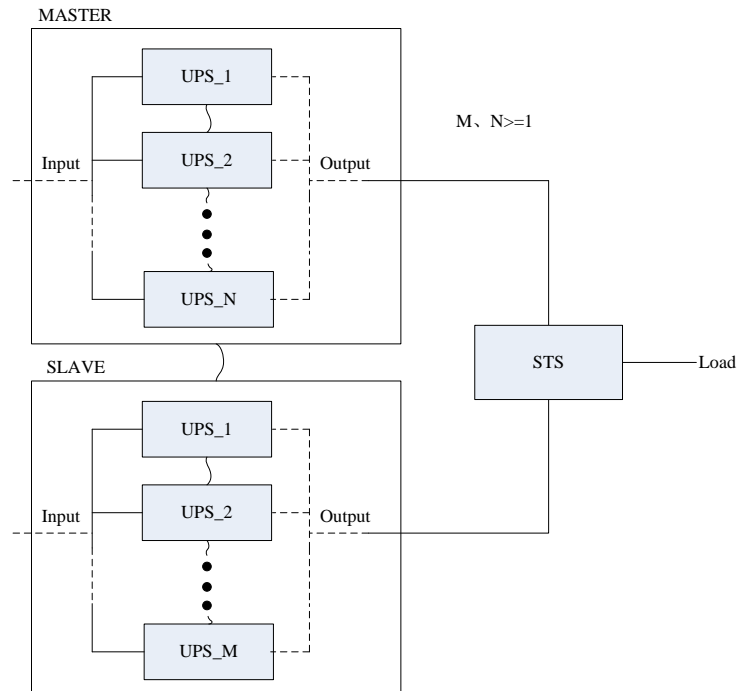 MASTER
UPS_1
M、N>=1
Input
UPS_2
Output
UPS_N
STS
Load
SLAVE
UPS_1
Input
UPS_2
Output
UPS_M